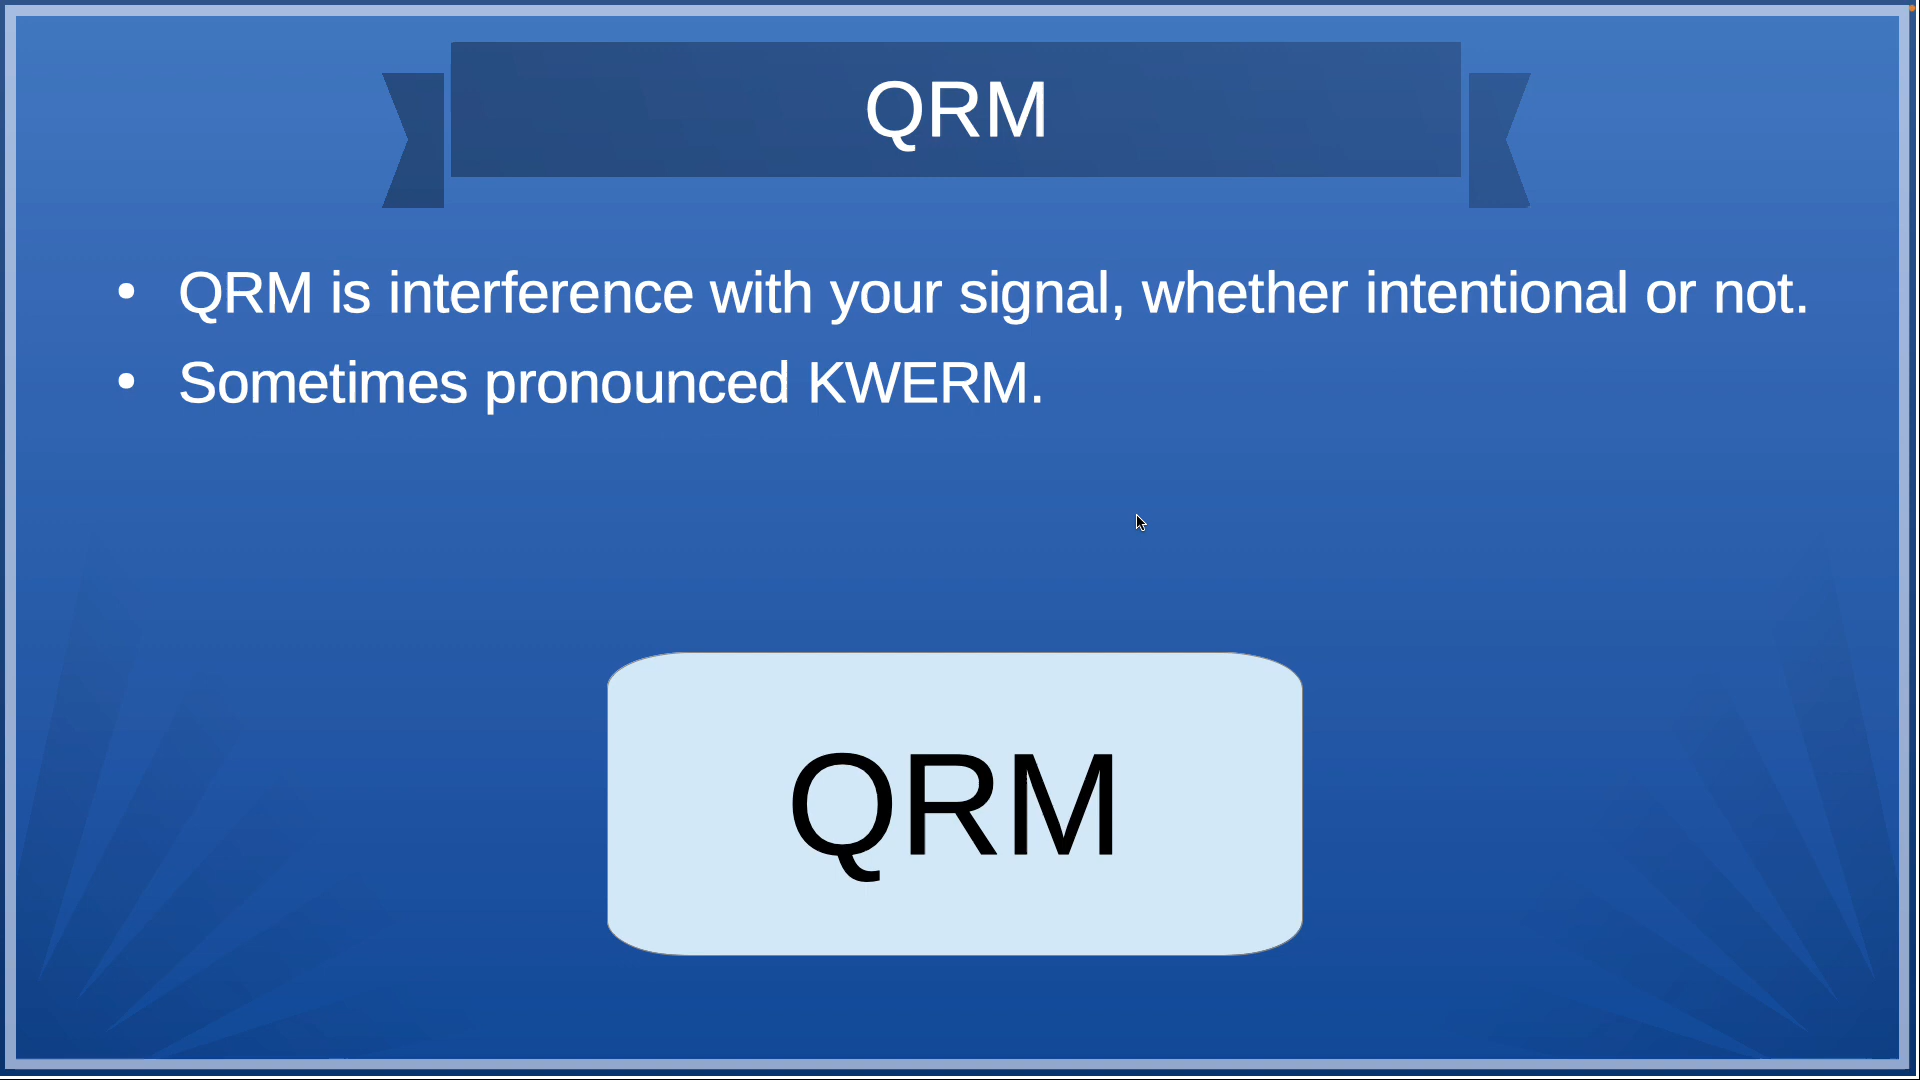 QRM
• QRM is interference with your signal, whether intentional or not.
• Sometimes pronounced KWERM.
QRM